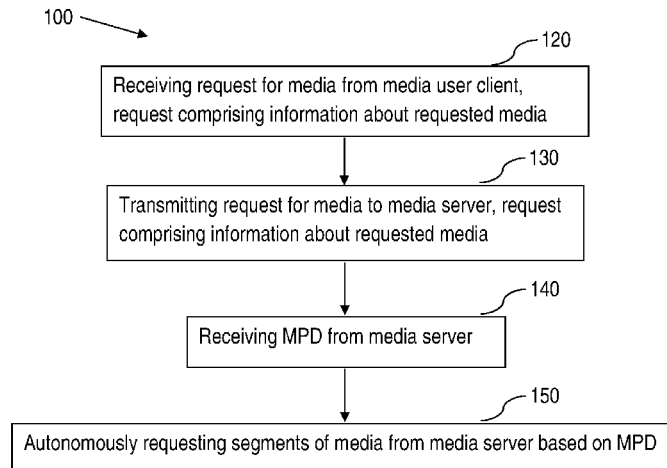 100
120
Receiving request for media from media user client,
request comprising information about requested media
130
Transmitting request for media to media server, request
comprising information about requested media
140
Receiving MPD from media server
150
Autonomously requesting segments of media from media server based on MPD